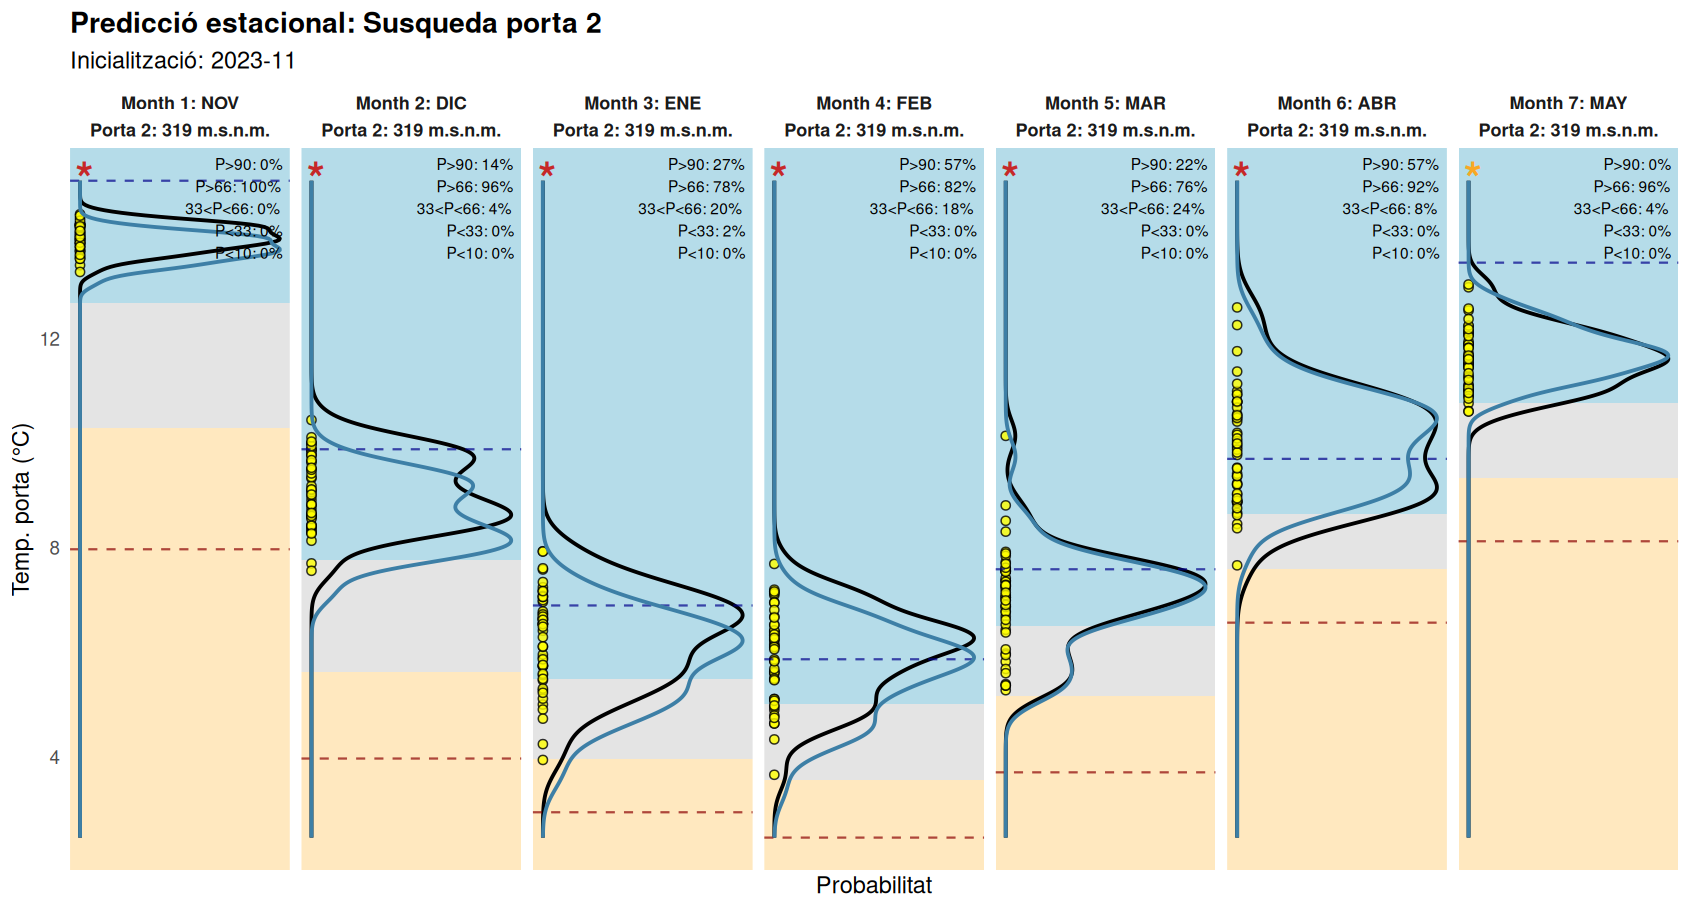 Predicció estacional: Susqueda porta 2
Inicialització: 2023-11
Month 1: NOV
Porta 2: 319 m.s.n.m.
Month 2: DIC
Porta 2: 319 m.s.n.m.
Month 3: ENE
Porta 2: 319 m.s.n.m.
Month 4: FEB
Porta 2: 319 m.s.n.m.
Month 5: MAR
Porta 2: 319 m.s.n.m.
Month 6: ABR
Porta 2: 319 m.s.n.m.
Month 7: MAY
Porta 2: 319 m.s.n.m.
*
P>90: 0%
P>66: 100%
33<P<66: 0%
P<33: 0%
P<10: 0%
*
P>90: 14%
P>66: 96%
33<P<66: 4%
P<33: 0%
P<10: 0%
*
P>90: 27%
P>66: 78%
33<P<66: 20%
P<33: 2%
P<10: 0%
*
P>90: 57%
P>66: 82%
33<P<66: 18%
P<33: 0%
P<10: 0%
*
P>90: 22%
P>66: 76%
33<P<66: 24%
P<33: 0%
P<10: 0%
*
P>90: 57%
P>66: 92%
33<P<66: 8%
P<33: 0%
P<10: 0%
*
P>90: 0%
P>66: 96%
33<P<66: 4%
P<33: 0%
P<10: 0%
12
8
4
Temp. porta (°C)
Probabilitat